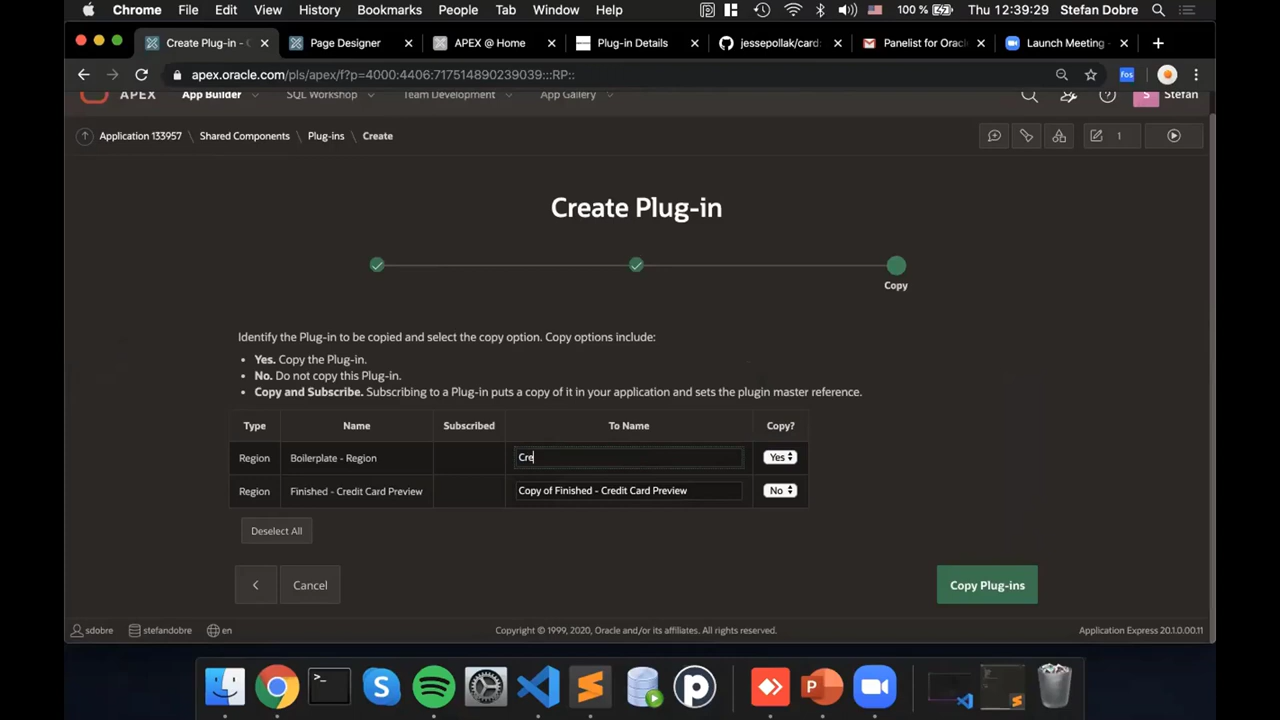 Chrome File Edit View History Bookmarks People Tab Window Help 100 % Thu 12:39:29 Stefan Dobre
Create Plug-in - Page Designer APEX @ Home Plug-in Details jessepollak/card: Panelist for Oracl Launch Meeting -
apex.oracle.com/pls/apex/f?p=4000:4406:717514890239039:::RP:: fos
APEX App Builder SQL Workshop Team Development App Gallery S Stefan
Application 133957 \ Shared Components \ Plug-ins \ Create 1
Create Plug-in
Copy
Identify the Plug-in to be copied and select the copy option. Copy options include:
• Yes. Copy the Plug-in.
• No. Do not copy this Plug-in.
• Copy and Subscribe. Subscribing to a Plug-in puts a copy of it in your application and sets the plugin master reference.
Type Name Subscribed To Name Copy?
Region Boilerplate - Region Cre Yes
Region Finished - Credit Card Preview Copy of Finished - Credit Card Preview No
Deselect All
< Cancel Copy Plug-ins
sdobre stefandobre en Copyright © 1999, 2020, Oracle and/or its affiliates. All rights reserved. Application Express 20.1.0.00.11